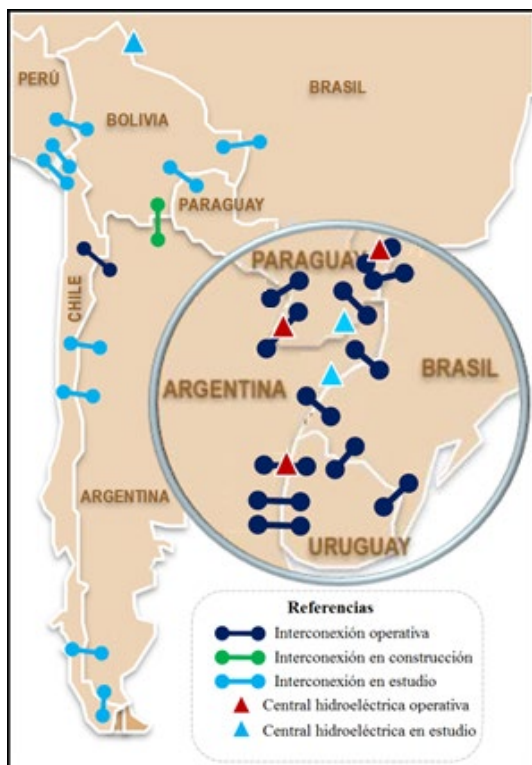 PERÚ
BRASIL
BOLIVIA
PARAGUAY
CHILE
PARAGUAY
ARGENTINA
BRASIL
ARGENTINA
URUGUAY
Referencias
Interconexión operativa
Interconexión en construcción
Interconexión en estudio
Central hidroeléctrica operativa
Central hidroeléctrica en estudio